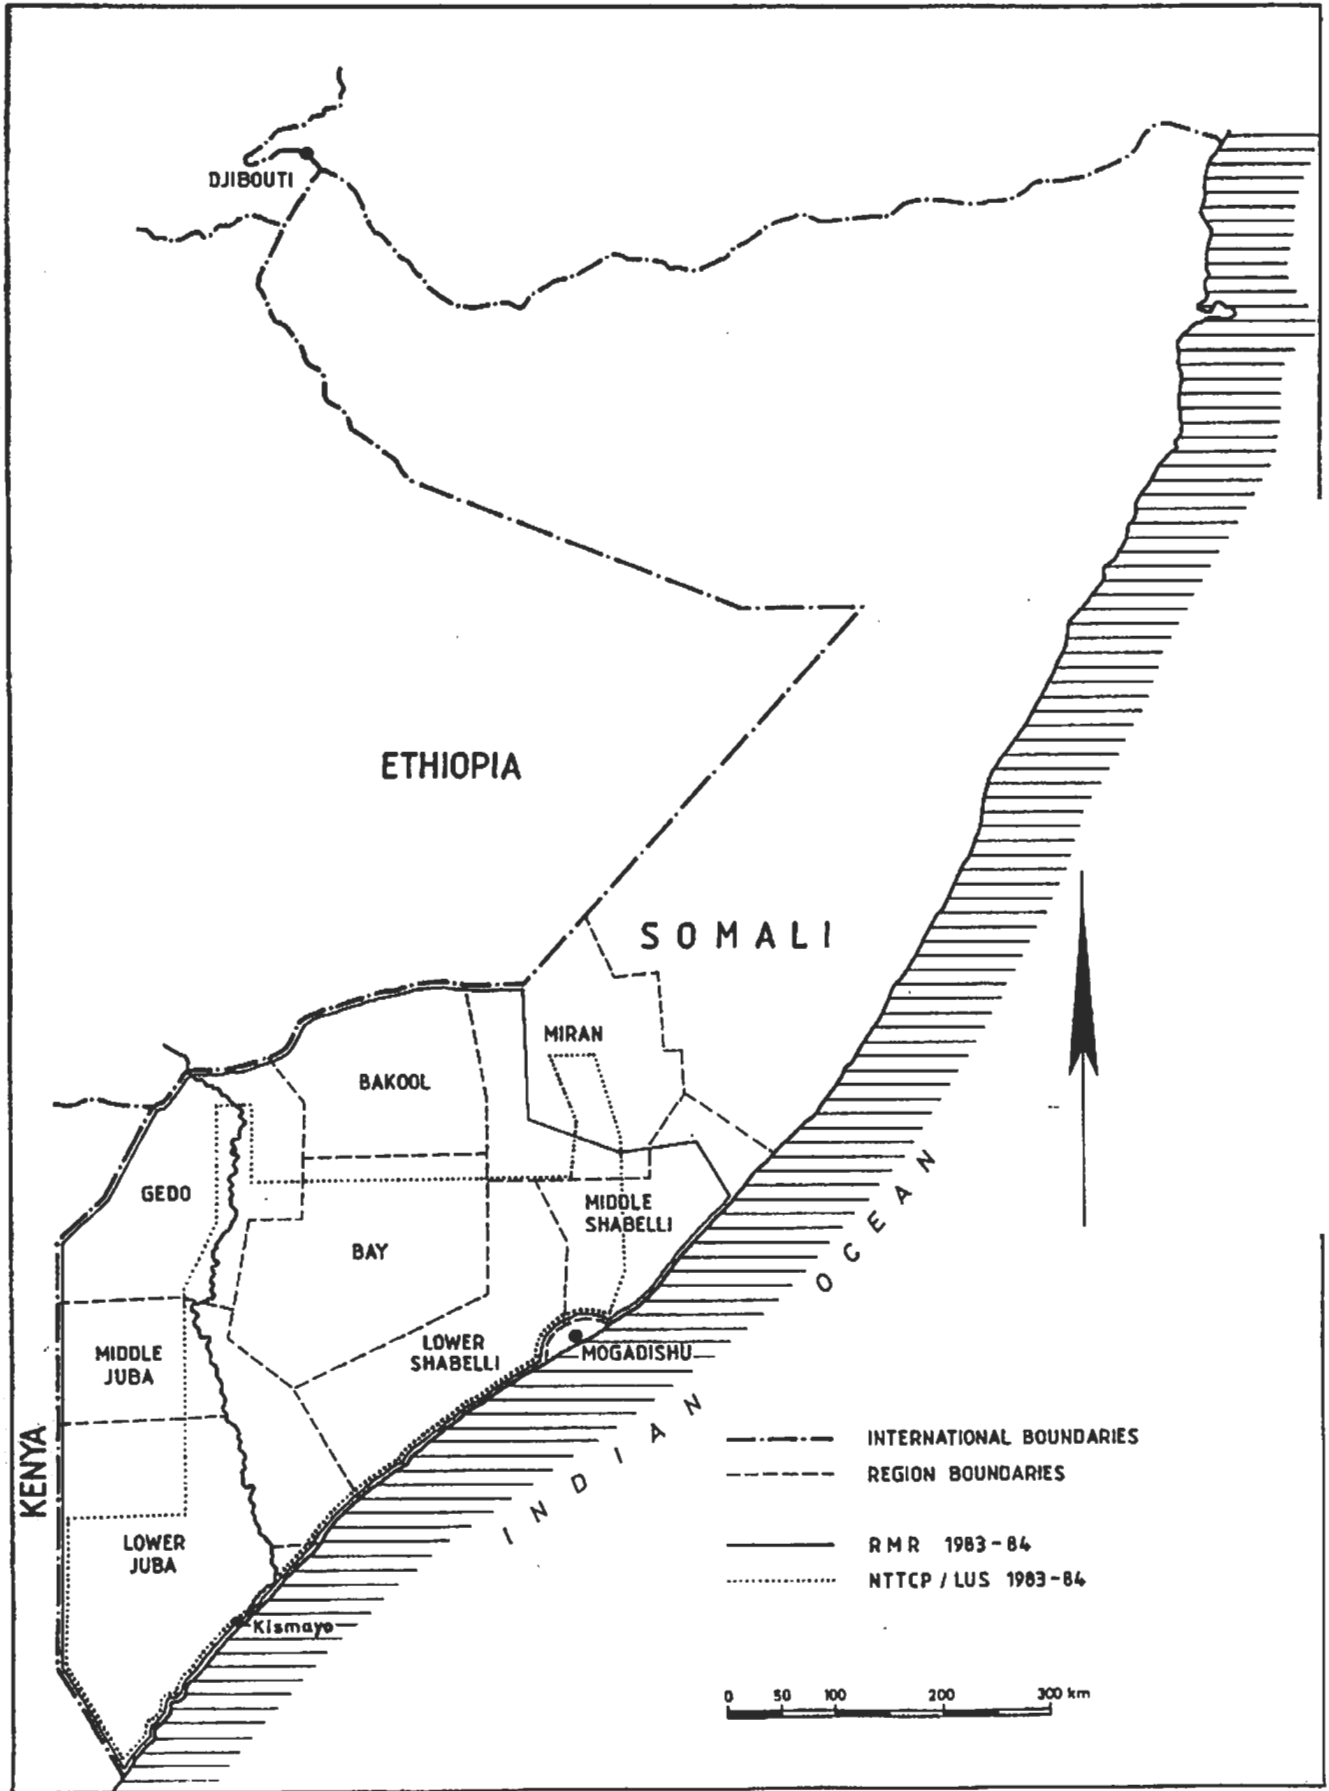 DJIBOUTI
ETHIOPIA
SOMALI
MIRAN
BAKOOL
GEDO
MIDDLE
SHABELLI
BAY
OCEAN
LOWER
SHABELLI
MOGADISHU
MIDDLE
JUBA
INDIAN
KENYA
INTERNATIONAL BOUNDARIES
REGION BOUNDARIES
LOWER
JUBA
RMR 1983-84
NTTCP/LUS 1983-84
Kismayo
0 50 100 200 300 km